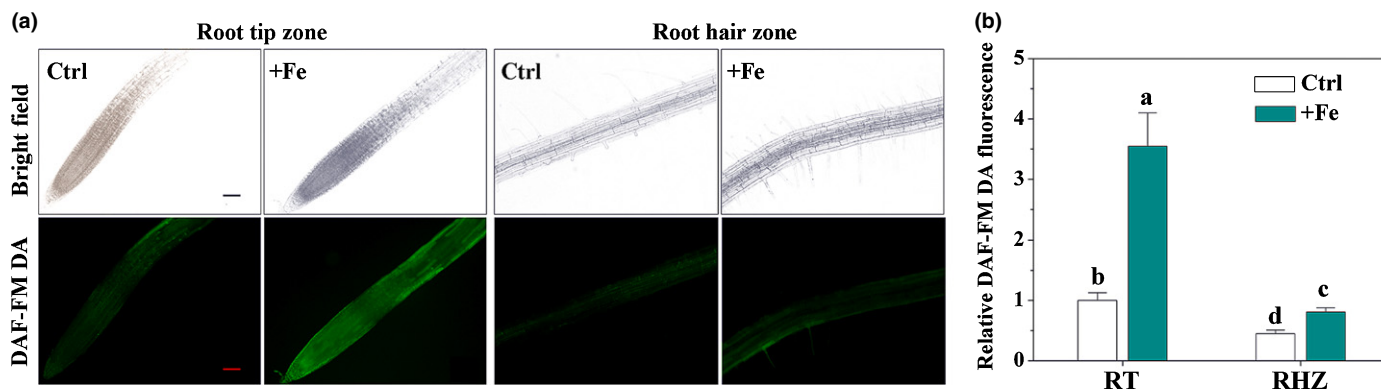 (a)
Root tip zone
Root hair zone
Bright field
Ctrl
+Fe
Ctrl
+Fe
DAF-FM DA
(b)
Relative DAF-FM DA fluorescence
5
4
3
2
1
0
Ctrl
+Fe
b
a
d
c
RT
RHZ